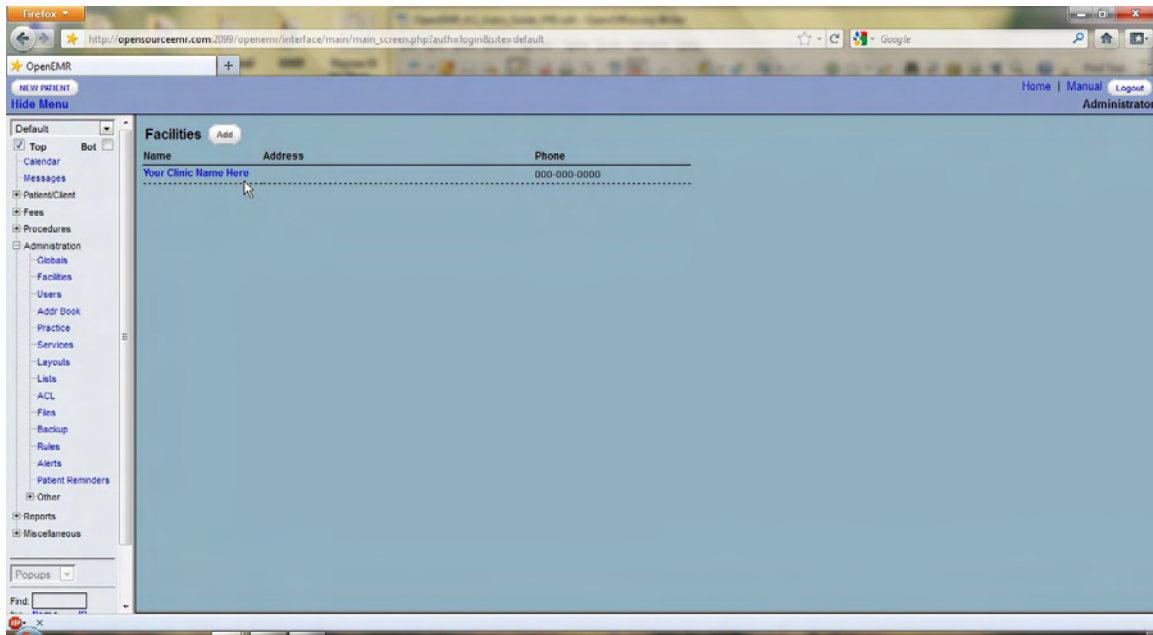 Firefox
http://opensourceemr.com:2099/openemr/interface/main/main_screen.php?auth=login&site=default
Google
OpenEMR
NEW PATIENT
Home | Manual Logout
Hide Menu
Administrator
Default
Top Bot
Calendar
Messages
Patient/Client
Fees
Procedures
Administration
Globals
Facilities
Users
Addr Book
Practice
Services
Layouts
Lists
ACL
Files
Backup
Rules
Alerts
Patient Reminders
Other
Reports
Miscellaneous
Popups
Find:
Facilities Add
Name Address Phone
Your Clinic Name Here 000-000-0000